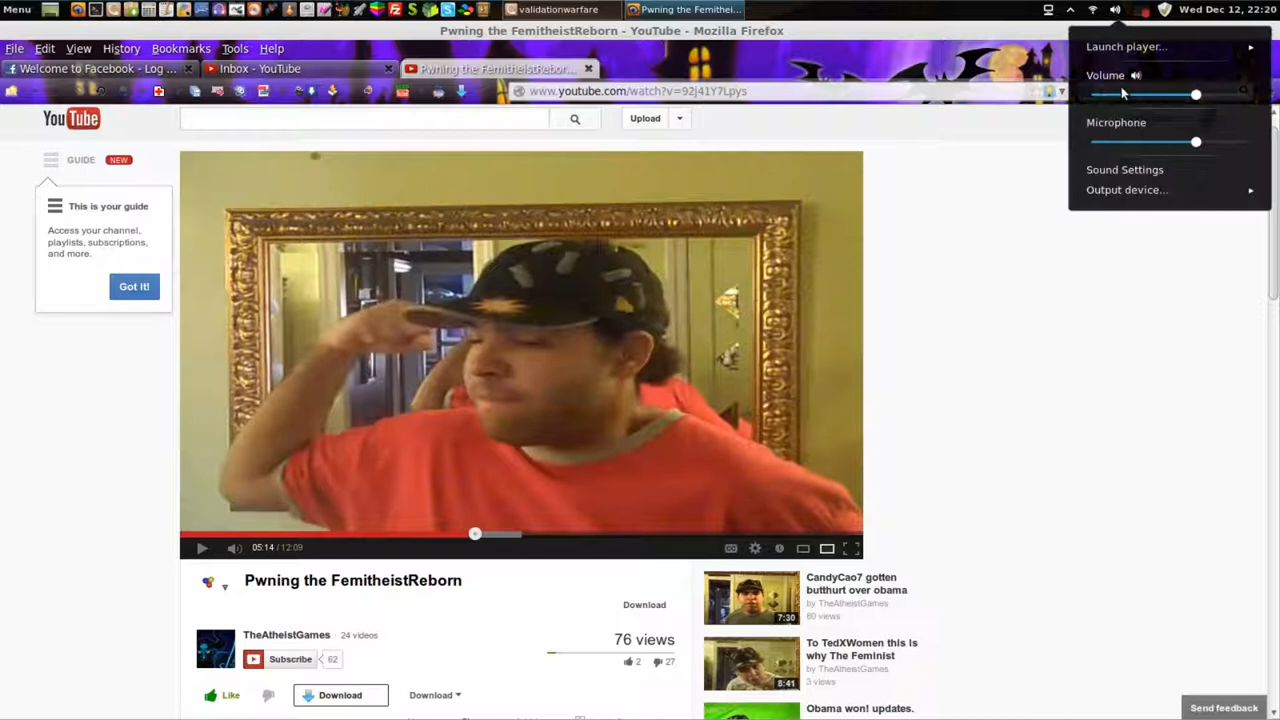 Menu
validationwarfare
Pwning the Femithei...
Wed Dec 12, 22:20
Pwning the FemitheistReborn - YouTube - Mozilla Firefox
File Edit View History Bookmarks Tools Help
Welcome to Facebook - Log ...
Inbox - YouTube
Pwning the FemitheistRebor...
www.youtube.com/watch?v=92j41Y7Lpys
Launch player...
Volume
Microphone
Sound Settings
Output device...
YouTube
Upload
GUIDE NEW
This is your guide
Access your channel,
playlists, subscriptions,
and more.
Got it!
05:14 / 12:09
CC
Pwning the FemitheistReborn
Download
TheAtheistGames 24 videos
Subscribe 62
76 views
2 27
Like
Download
Download
7:30
CandyCao7 gotten
butthurt over obama
by TheAtheistGames
60 views
8:41
To TedXWomen this is
why The Feminist
by TheAtheistGames
3 views
Obama won! updates.
Send feedback